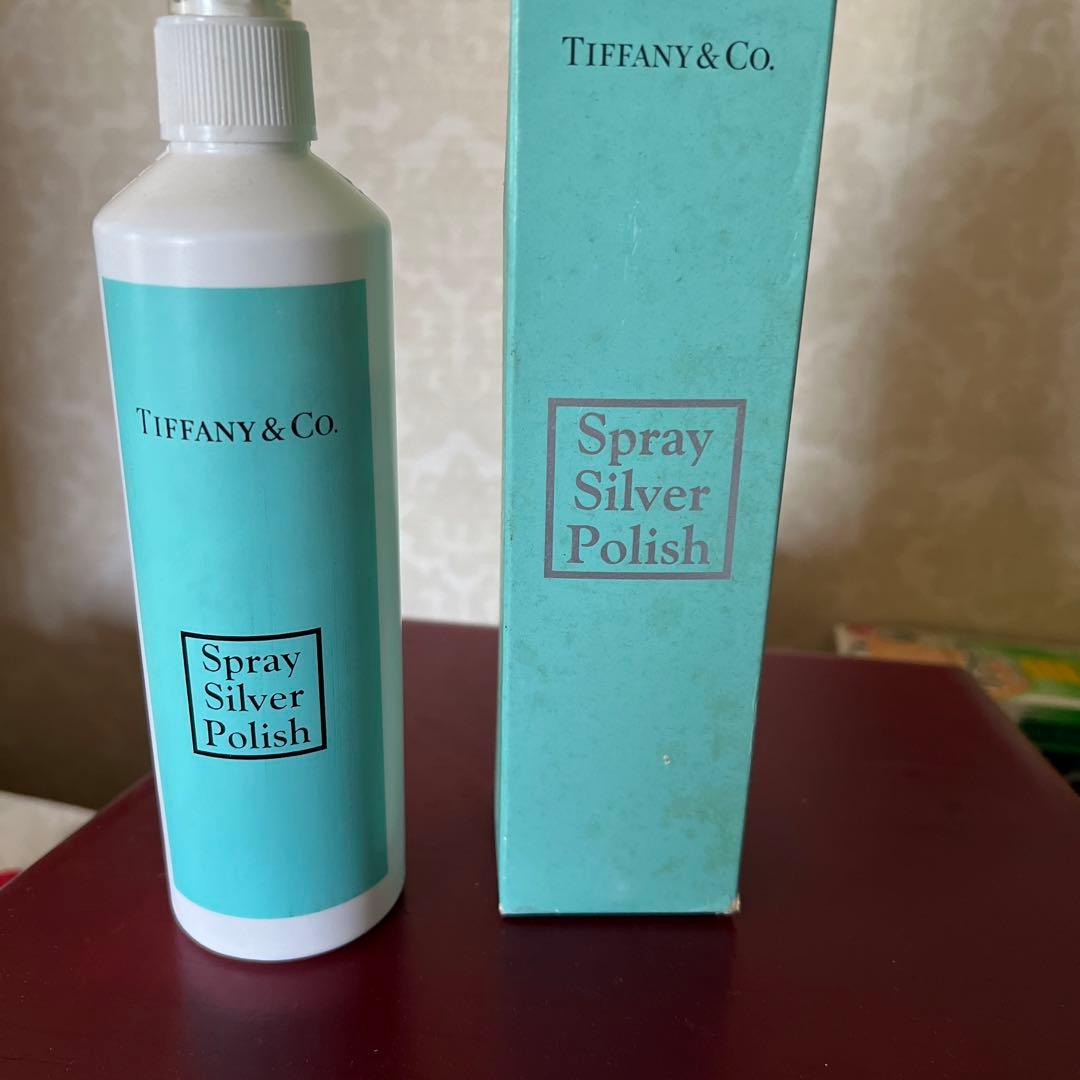 TIFFANY & CO.
Spray
Silver
Polish
TIFFANY & CO.
Spray
Silver
Polish